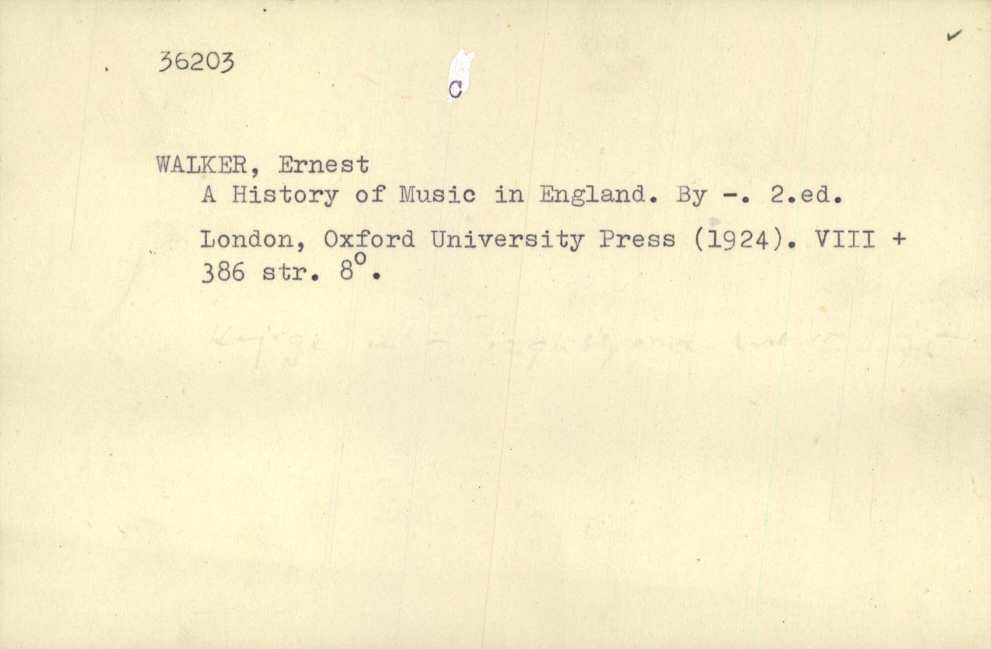 36203
C
WALKER, Ernest
A History of Music in England. By -. 2.ed.
London, Oxford University Press (1924). VIII +
386 str. 8°.